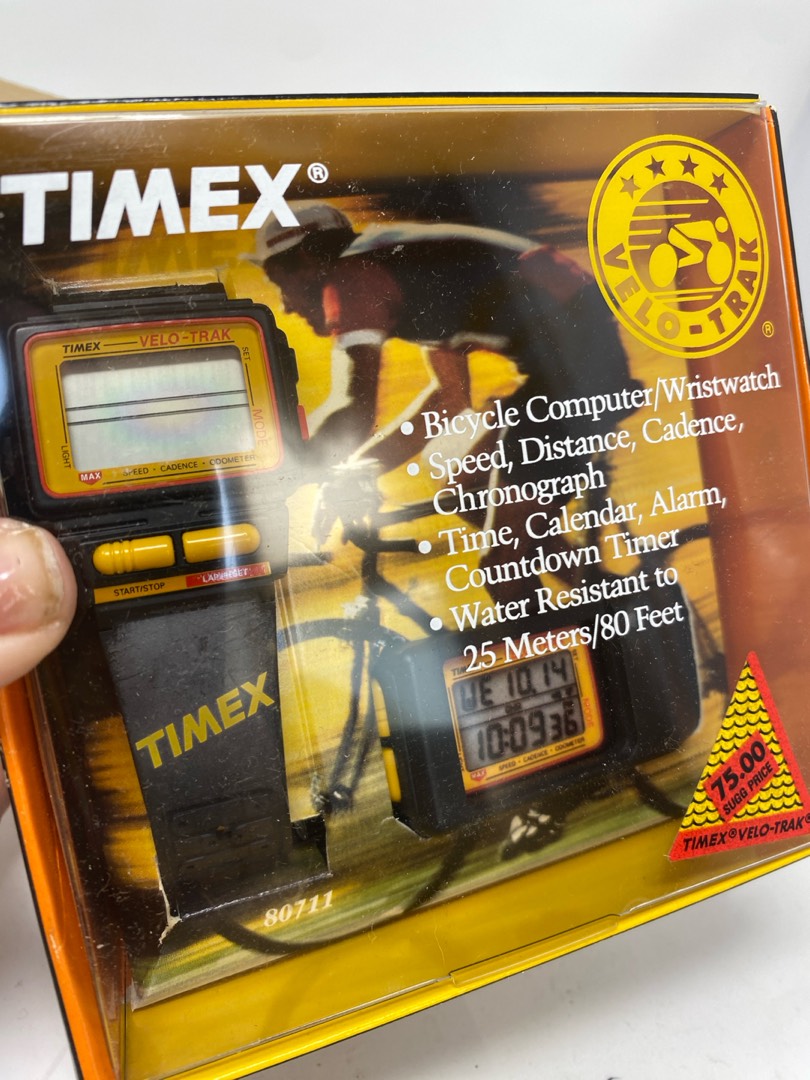 TIMEX®
VELO-TRAK ®
TIMEX VELO-TRAK
SET
MODE
LIGHT
MAX SPEED • CADENCE • ODOMETER
START/STOP
LAP/RESET
TIMEX
• Bicycle Computer/Wristwatch
• Speed, Distance, Cadence,
Chronograph
• Time, Calendar, Alarm,
Countdown Timer
• Water Resistant to
25 Meters/80 Feet
WE 10.14
10:09 36
MAX SPEED • CADENCE • ODOMETER
75.00
SUGG PRICE
TIMEX® VELO-TRAK®
80711